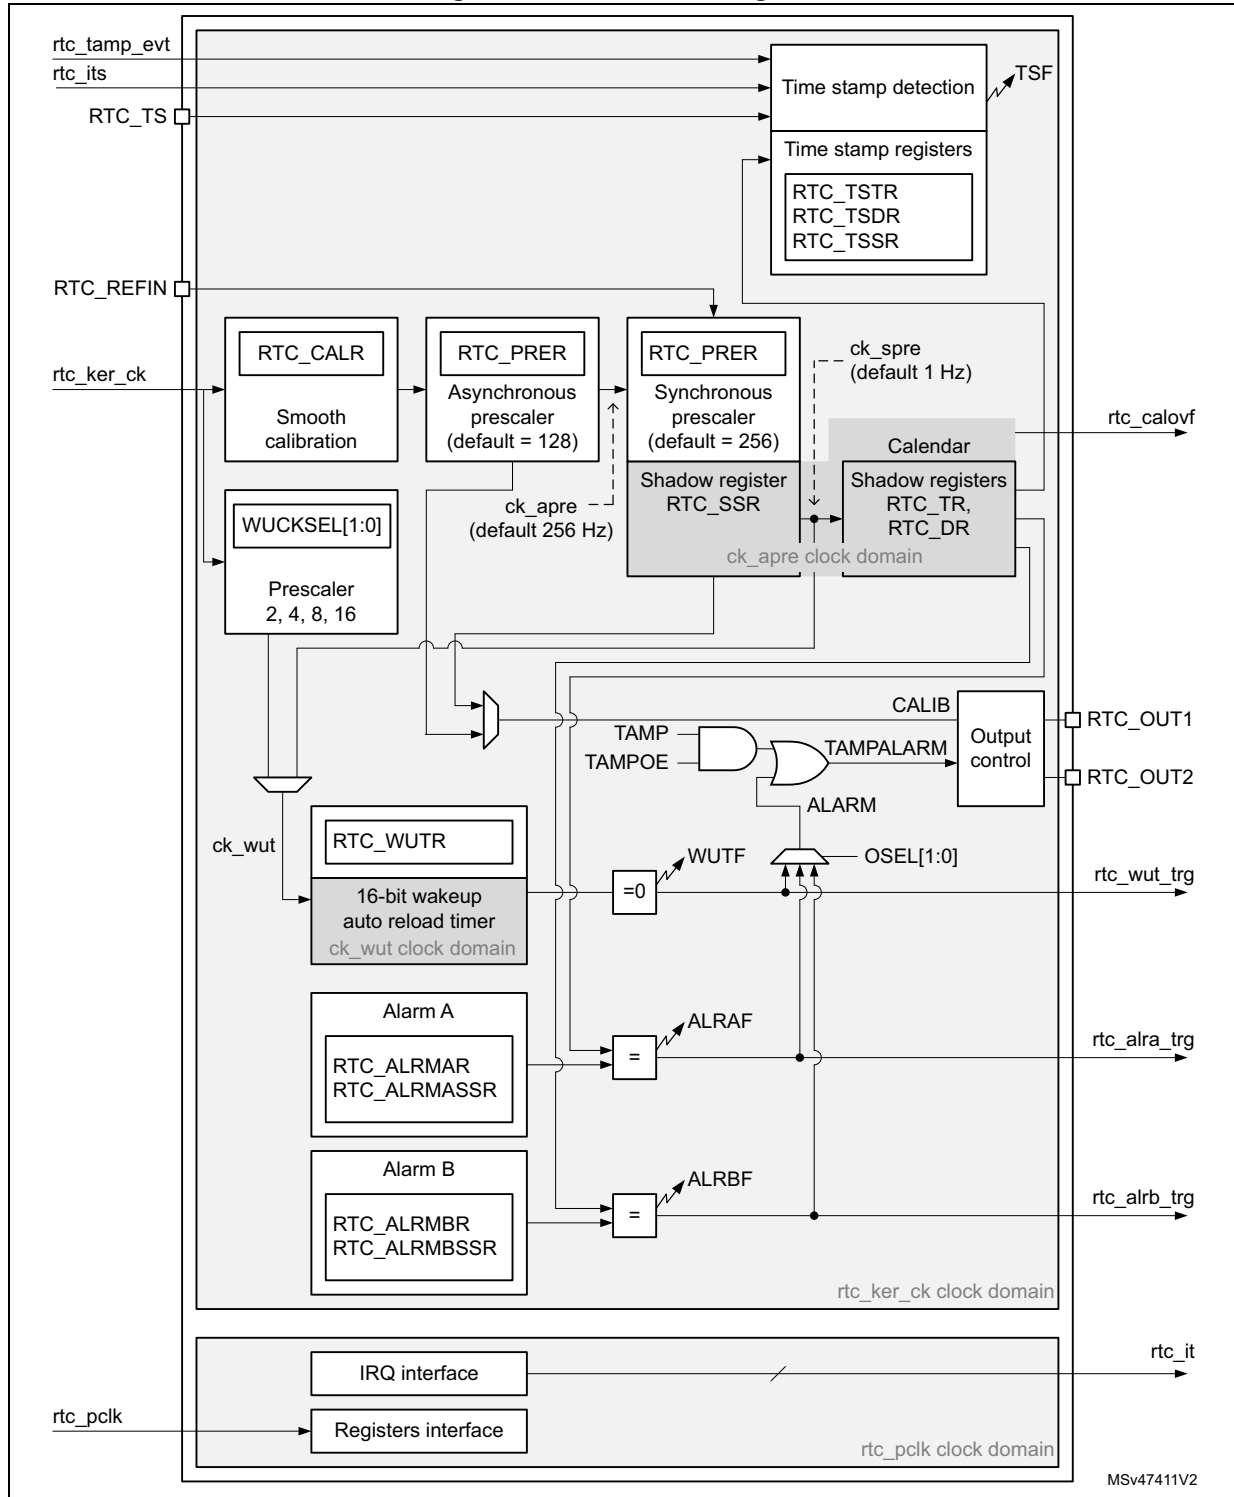 rtc_tamp_evt
rtc_its
RTC_TS
Time stamp detection
TSF
Time stamp registers
RTC_TSTR
RTC_TSDR
RTC_TSSR
RTC_REFIN
rtc_ker_ck
RTC_CALR
Smooth
calibration
RTC_PRER
Asynchronous
prescaler
(default = 128)
RTC_PRER
Synchronous
prescaler
(default = 256)
ck_spre
(default 1 Hz)
rtc_calovf
Calendar
Shadow register
RTC_SSR
Shadow registers
RTC_TR,
RTC_DR
ck_apre
(default 256 Hz)
ck_apre clock domain
WUCKSEL[1:0]
Prescaler
2, 4, 8, 16
CALIB
TAMP
TAMPOE
TAMPALARM
Output
control
RTC_OUT1
RTC_OUT2
ALARM
ck_wut
RTC_WUTR
16-bit wakeup
auto reload timer
ck_wut clock domain
=0
WUTF
OSEL[1:0]
rtc_wut_trg
Alarm A
RTC_ALRMAR
RTC_ALRMASSR
=
ALRAF
rtc_alra_trg
Alarm B
RTC_ALRMBR
RTC_ALRMBSSR
=
ALRBF
rtc_alrb_trg
rtc_ker_ck clock domain
IRQ interface
rtc_it
rtc_pclk
Registers interface
rtc_pclk clock domain
MSv47411V2